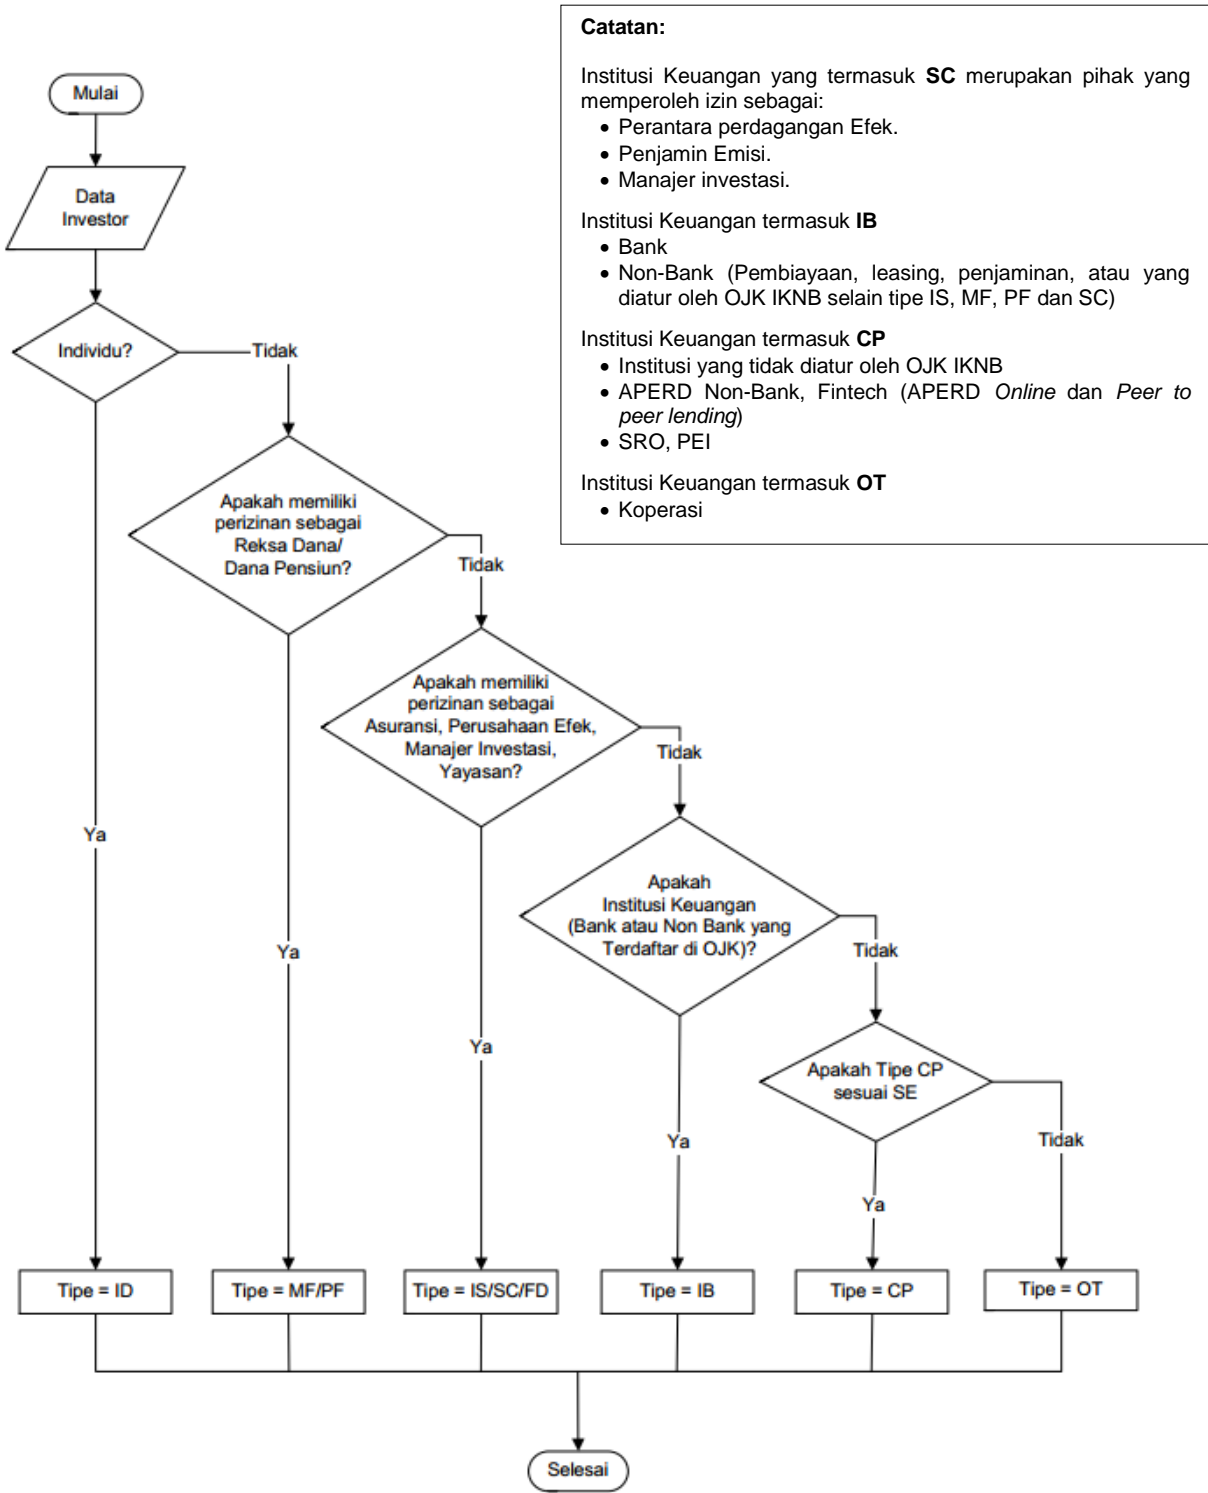 Catatan:
Institusi Keuangan yang termasuk SC merupakan pihak yang
memperoleh izin sebagai:
• Perantara perdagangan Efek.
• Penjamin Emisi.
• Manajer investasi.
Institusi Keuangan termasuk IB
• Bank
• Non-Bank (Pembiayaan, leasing, penjaminan, atau yang
diatur oleh OJK IKNB selain tipe IS, MF, PF dan SC)
Institusi Keuangan termasuk CP
• Institusi yang tidak diatur oleh OJK IKNB
• APERD Non-Bank, Fintech (APERD Online dan Peer to
peer lending)
• SRO, PEI
Institusi Keuangan termasuk OT
• Koperasi
Mulai
Data
Investor
Individu?
Tidak
Apakah memiliki
perizinan sebagai
Reksa Dana/
Dana Pensiun?
Tidak
Apakah memiliki
perizinan sebagai
Asuransi, Perusahaan Efek,
Manajer Investasi,
Yayasan?
Tidak
Ya
Apakah
Institusi Keuangan
(Bank atau Non Bank yang
Terdaftar di OJK)?
Ya
Tidak
Ya
Apakah Tipe CP
sesuai SE
Ya
Tidak
Ya
Tipe = ID
Tipe = MF/PF
Tipe = IS/SC/FD
Tipe = IB
Tipe = CP
Tipe = OT
Selesai